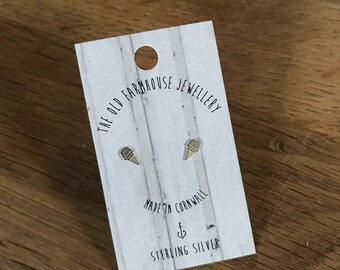 THE OLD FARMHOUSE JEWELLERY
MADE IN CORNWALL
STERLING SILVER